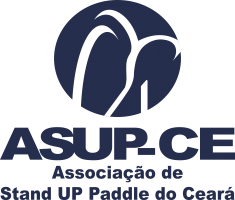 ASUP-CE
Associação de
Stand UP Paddle do Ceará